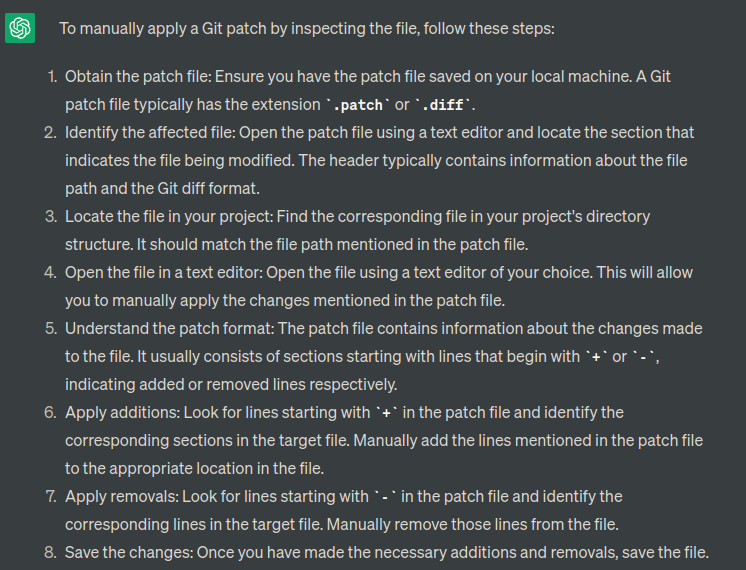 To manually apply a Git patch by inspecting the file, follow these steps:
1. Obtain the patch file: Ensure you have the patch file saved on your local machine. A Git
patch file typically has the extension `.patch` or `.diff`.
2. Identify the affected file: Open the patch file using a text editor and locate the section that
indicates the file being modified. The header typically contains information about the file
path and the Git diff format.
3. Locate the file in your project: Find the corresponding file in your project's directory
structure. It should match the file path mentioned in the patch file.
4. Open the file in a text editor: Open the file using a text editor of your choice. This will allow
you to manually apply the changes mentioned in the patch file.
5. Understand the patch format: The patch file contains information about the changes made
to the file. It usually consists of sections starting with lines that begin with `+` or `-`,
indicating added or removed lines respectively.
6. Apply additions: Look for lines starting with `+` in the patch file and identify the
corresponding sections in the target file. Manually add the lines mentioned in the patch file
to the appropriate location in the file.
7. Apply removals: Look for lines starting with `-` in the patch file and identify the
corresponding lines in the target file. Manually remove those lines from the file.
8. Save the changes: Once you have made the necessary additions and removals, save the file.